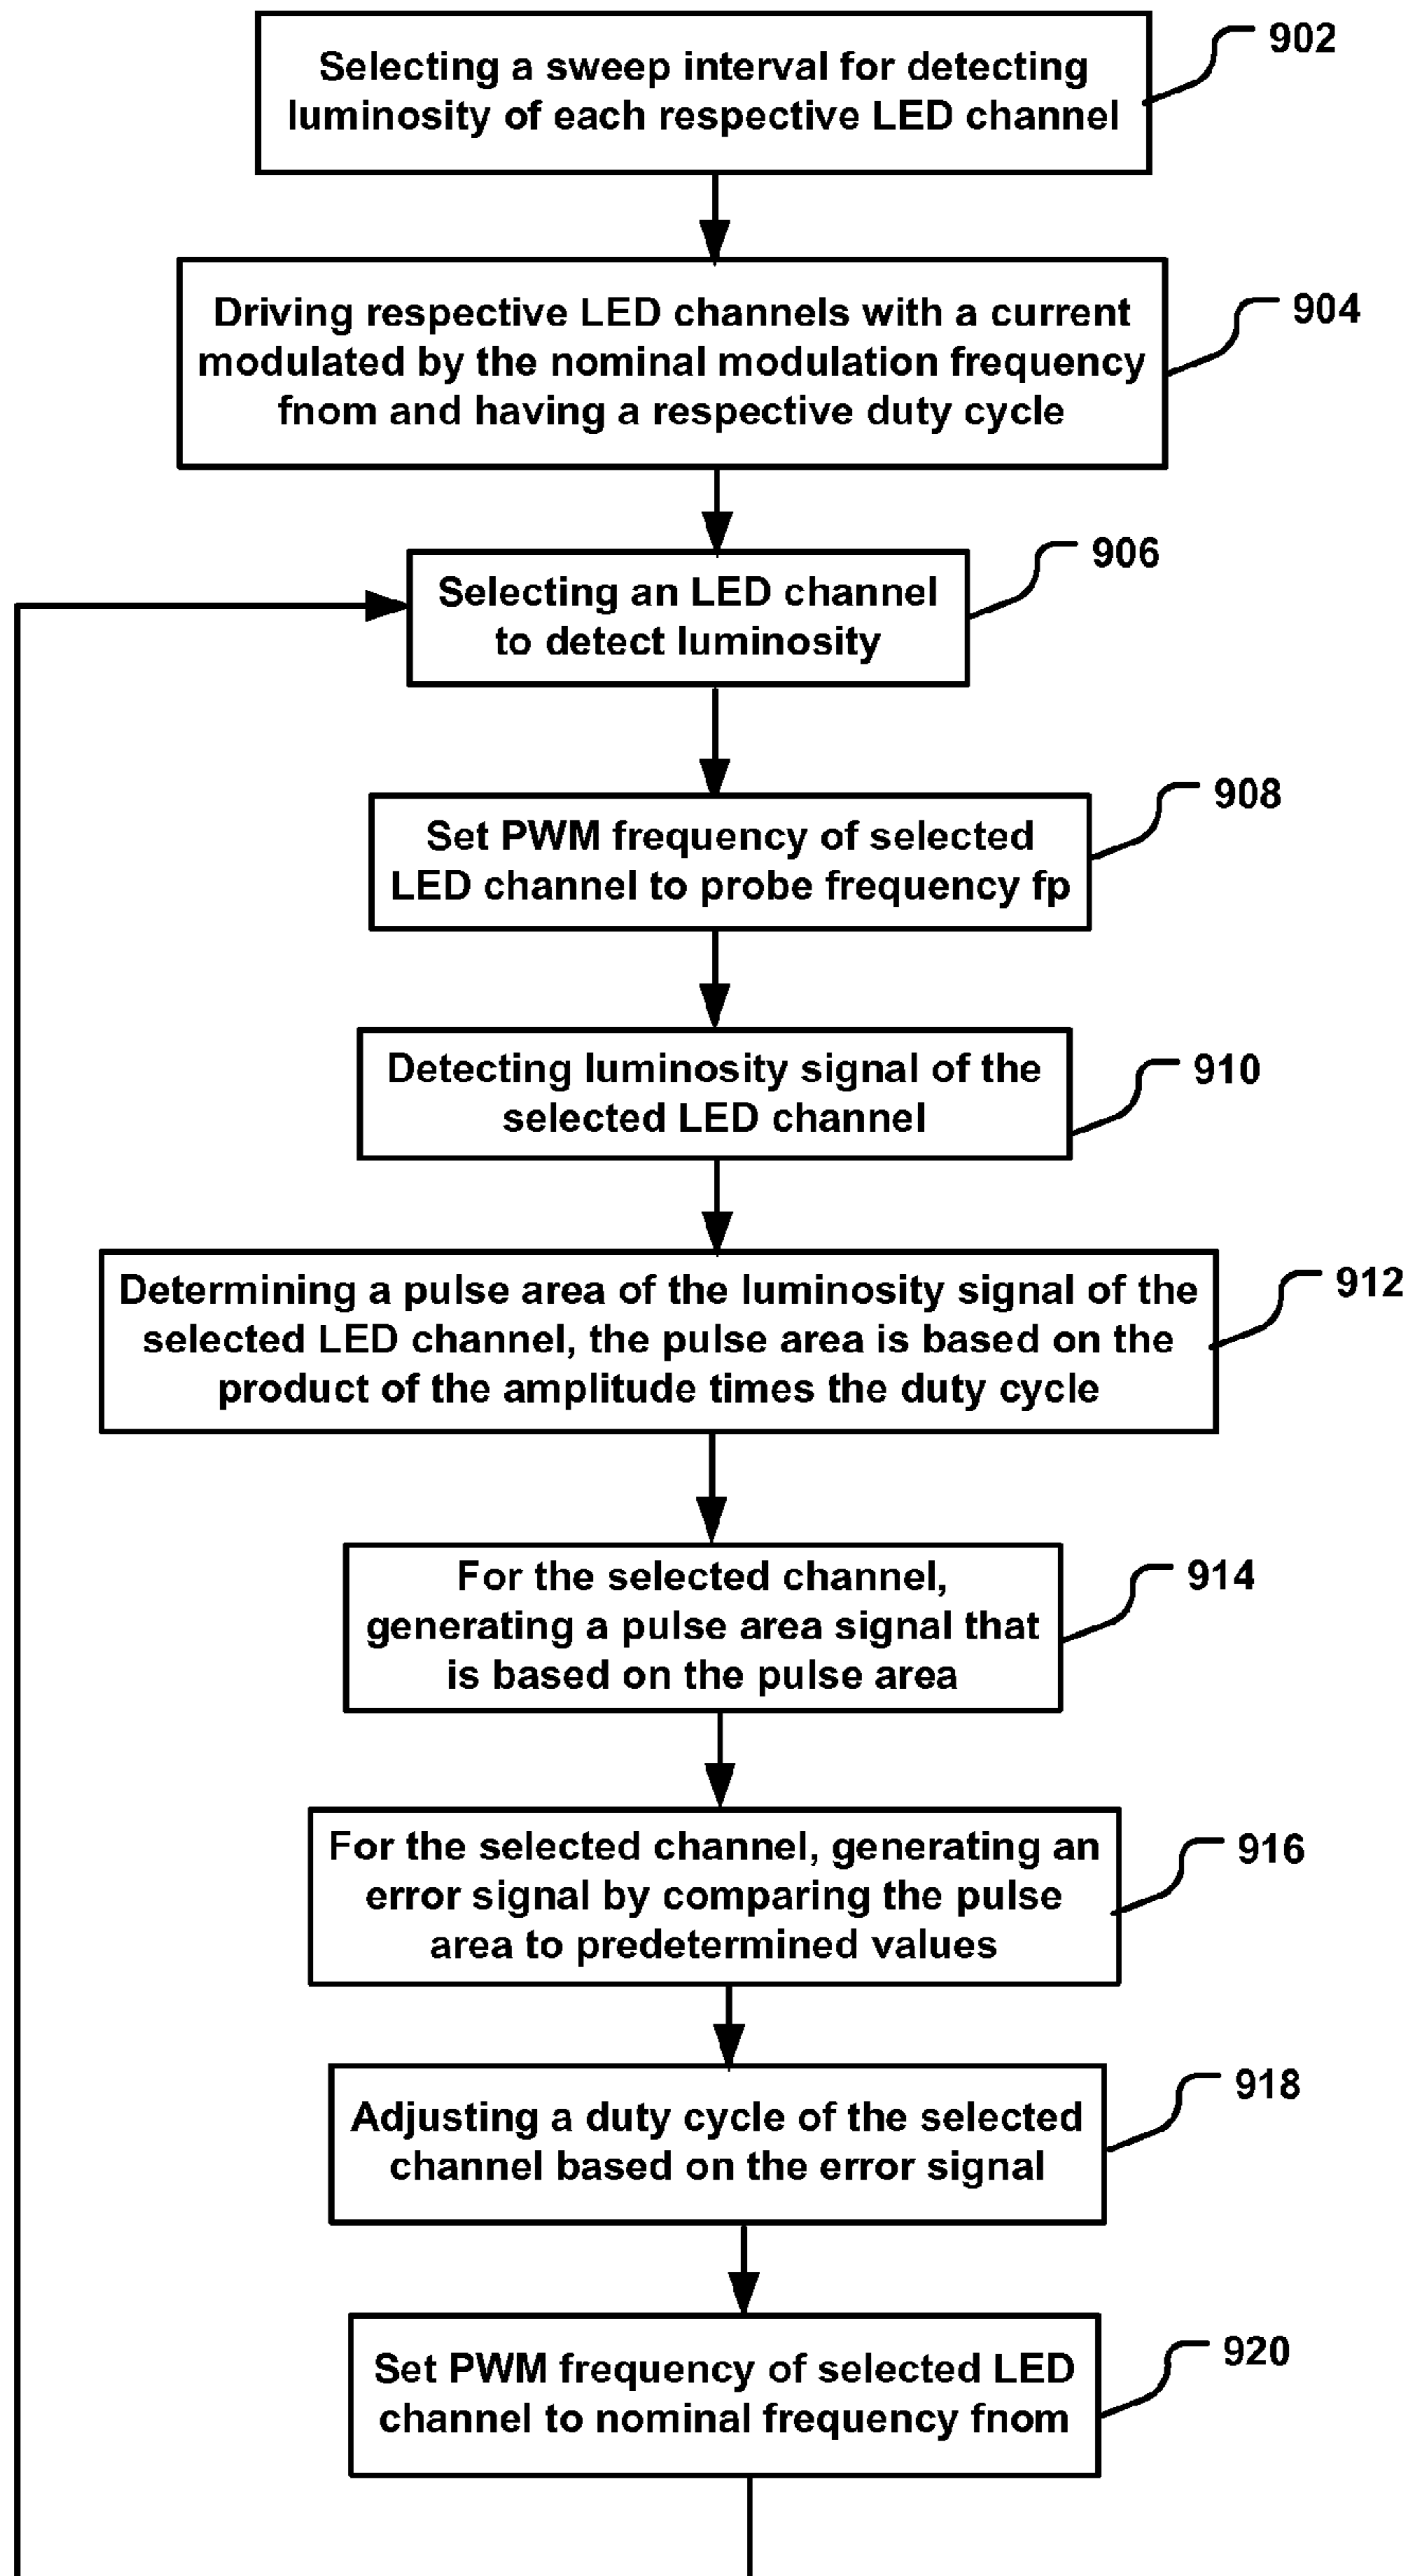 Selecting a sweep interval for detecting
luminosity of each respective LED channel
902
Driving respective LED channels with a current
modulated by the nominal modulation frequency
fnom and having a respective duty cycle
904
Selecting an LED channel
to detect luminosity
906
Set PWM frequency of selected
LED channel to probe frequency fp
908
Detecting luminosity signal of the
selected LED channel
910
Determining a pulse area of the luminosity signal of the
selected LED channel, the pulse area is based on the
product of the amplitude times the duty cycle
912
For the selected channel,
generating a pulse area signal that
is based on the pulse area
914
For the selected channel, generating an
error signal by comparing the pulse
area to predetermined values
916
Adjusting a duty cycle of the selected
channel based on the error signal
918
Set PWM frequency of selected LED
channel to nominal frequency fnom
920